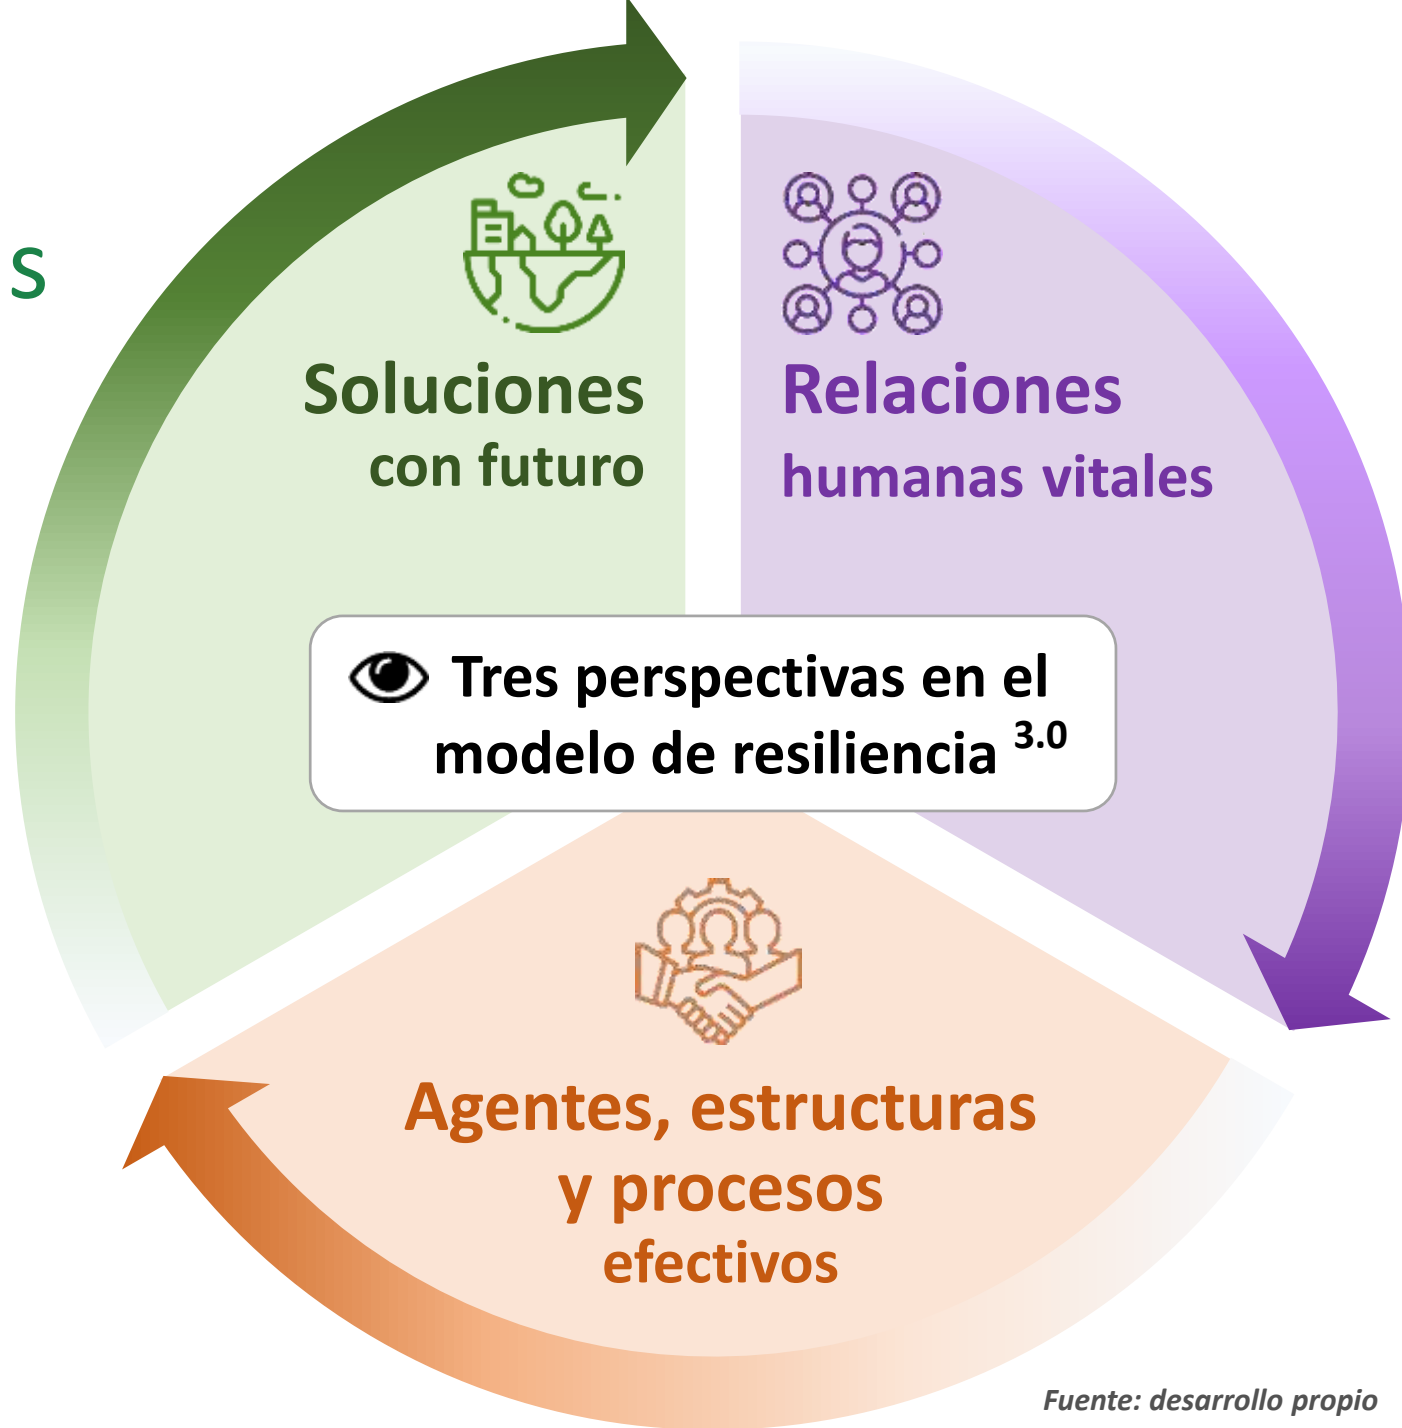 s
Soluciones
con futuro
Relaciones
humanas vitales
Tres perspectivas en el
modelo de resiliencia 3.0
Agentes, estructuras
y procesos
efectivos
Fuente: desarrollo propio